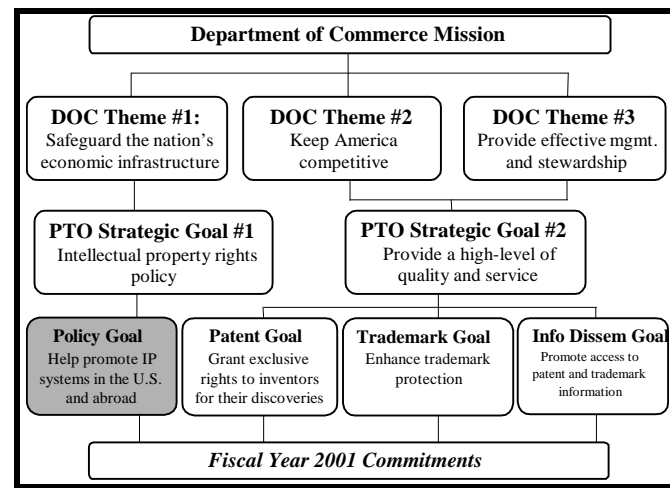 Department of Commerce Mission
DOC Theme #1:
Safeguard the nation's
economic infrastructure
DOC Theme #2
Keep America
competitive
DOC Theme #3
Provide effective mgmt.
and stewardship
PTO Strategic Goal #1
Intellectual property rights
policy
PTO Strategic Goal #2
Provide a high-level of
quality and service
Policy Goal
Help promote IP
systems in the U.S.
and abroad
Patent Goal
Grant exclusive
rights to inventors
for their discoveries
Trademark Goal
Enhance trademark
protection
Info Dissem Goal
Promote access to
patent and trademark
information
Fiscal Year 2001 Commitments